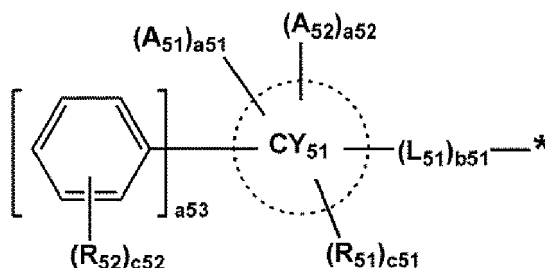 (A₅₁)ₐ₅₁ (A₅₂)ₐ₅₂
CY₅₁ (L₅₁)b51 *
a53
(R₅₂)c52 (R₅₁)c51